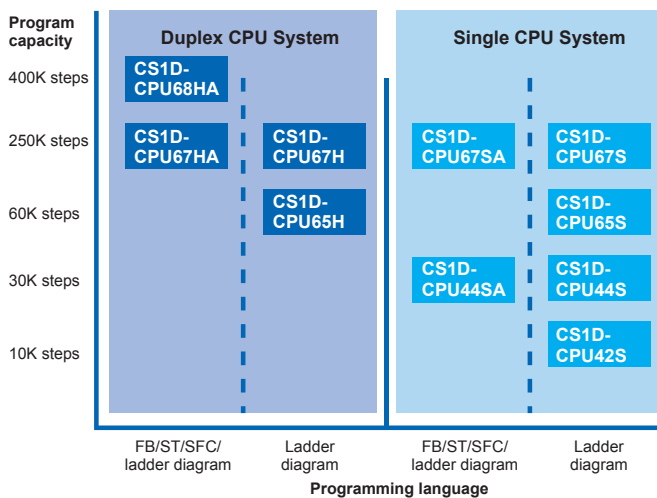 Program
capacity
Duplex CPU System
Single CPU System
400K steps
CS1D-
CPU68HA
250K steps
CS1D-
CPU67HA
CS1D-
CPU67H
CS1D-
CPU67SA
CS1D-
CPU67S
60K steps
CS1D-
CPU65H
CS1D-
CPU65S
30K steps
CS1D-
CPU44SA
CS1D-
CPU44S
10K steps
CS1D-
CPU42S
FB/ST/SFC/
ladder diagram
Ladder
diagram
FB/ST/SFC/
ladder diagram
Ladder
diagram
Programming language